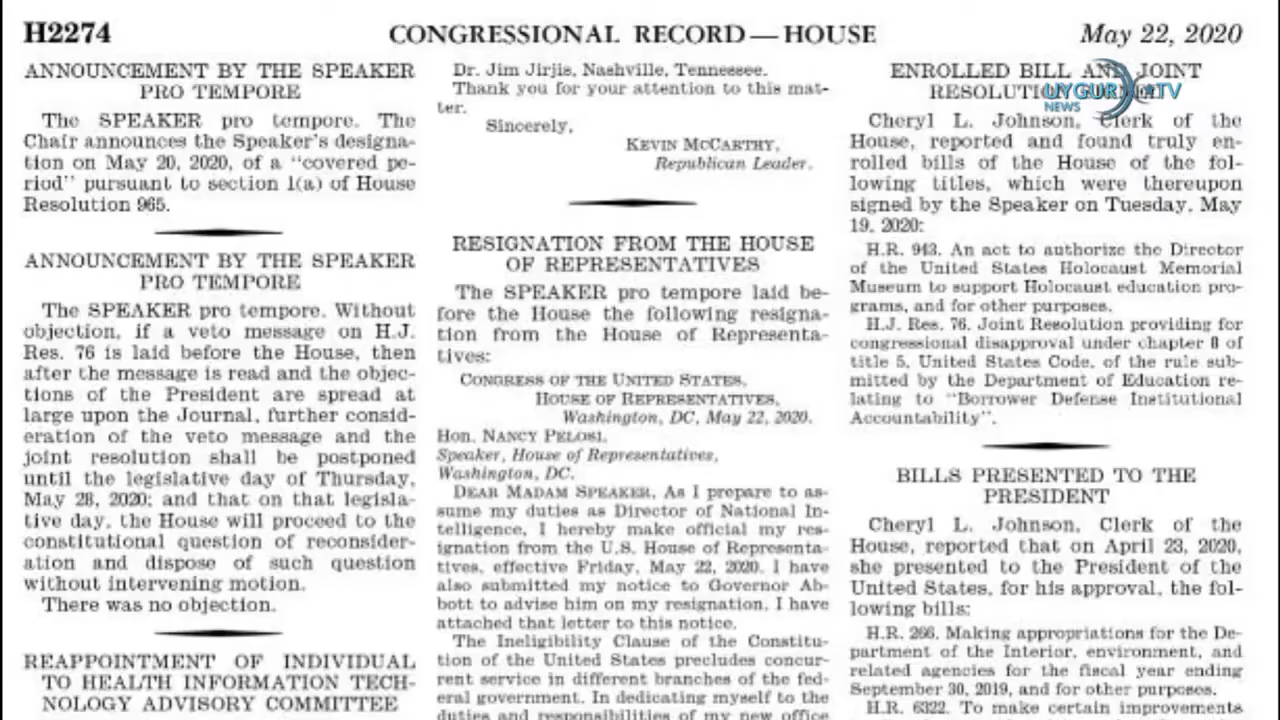 H2274
CONGRESSIONAL RECORD—HOUSE
May 22, 2020
ANNOUNCEMENT BY THE SPEAKER
PRO TEMPORE
The SPEAKER pro tempore. The
Chair announces the Speaker's designa-
tion on May 20, 2020, of a "covered pe-
riod" pursuant to section 1(a) of House
Resolution 965.
ANNOUNCEMENT BY THE SPEAKER
PRO TEMPORE
The SPEAKER pro tempore. Without
objection, if a veto message on H.J.
Res. 76 is laid before the House, then
after the message is read and the objec-
tions of the President are spread at
large upon the Journal, further consid-
eration of the veto message and the
joint resolution shall be postponed
until the legislative day of Thursday,
May 28, 2020; and that on that legisla-
tive day, the House will proceed to the
constitutional question of reconsider-
ation and dispose of such question
without intervening motion.
There was no objection.
REAPPOINTMENT OF INDIVIDUAL
TO HEALTH INFORMATION TECH-
NOLOGY ADVISORY COMMITTEE
Dr. Jim Jirjis, Nashville, Tennessee.
Thank you for your attention to this mat-
ter.
Sincerely,
KEVIN MCCARTHY,
Republican Leader.
RESIGNATION FROM THE HOUSE
OF REPRESENTATIVES
The SPEAKER pro tempore laid be-
fore the House the following resigna-
tion from the House of Representa-
tives:
CONGRESS OF THE UNITED STATES,
HOUSE OF REPRESENTATIVES,
Washington, DC, May 22, 2020.
Hon. NANCY PELOSI,
Speaker, House of Representatives,
Washington, DC.
DEAR MADAM SPEAKER, As I prepare to as-
sume my duties as Director of National In-
telligence, I hereby make official my res-
ignation from the U.S. House of Representa-
tives, effective Friday, May 22, 2020. I have
also submitted my notice to Governor Ab-
bott to advise him on my resignation. I have
attached that letter to this notice.
The Ineligibility Clause of the Constitu-
tion of the United States precludes concur-
rent service in different branches of the fed-
eral government. In dedicating myself to the
duties and responsibilities of my new office
ENROLLED BILL AND JOINT
RESOLUTION
UYGUR TV
NEWS
Cheryl L. Johnson, Clerk of the
House, reported and found truly en-
rolled bills of the House of the fol-
lowing titles, which were thereupon
signed by the Speaker on Tuesday, May
19, 2020:
H.R. 943. An act to authorize the Director
of the United States Holocaust Memorial
Museum to support Holocaust education pro-
grams, and for other purposes.
H.J. Res. 76. Joint Resolution providing for
congressional disapproval under chapter 8 of
title 5, United States Code, of the rule sub-
mitted by the Department of Education re-
lating to "Borrower Defense Institutional
Accountability".
BILLS PRESENTED TO THE
PRESIDENT
Cheryl L. Johnson, Clerk of the
House, reported that on April 23, 2020,
she presented to the President of the
United States, for his approval, the fol-
lowing bills:
H.R. 266. Making appropriations for the De-
partment of the Interior, environment, and
related agencies for the fiscal year ending
September 30, 2019, and for other purposes.
H.R. 6322. To make certain improvements